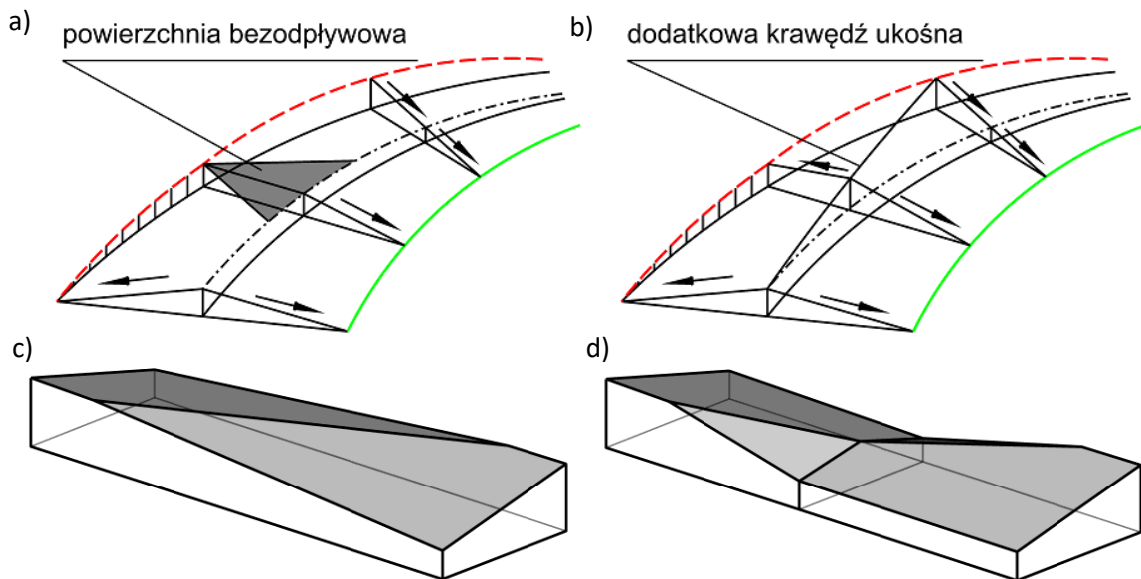 a)
powierzchnia bezodpływowa
b)
dodatkowa krawędź ukośna
c)
d)